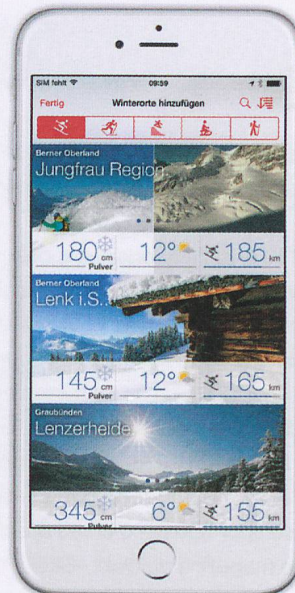 SIM fehlt 09:59
Fertig Winterorte hinzufügen
Berner Oberland
Jungfrau Region
180 cm 12° 185 km
Pulver
Berner Oberland
Lenk i.S.
145 cm 12° 165 km
Pulver
Graubünden
Lenzerheide
345 cm 6° 155 km
Pulver